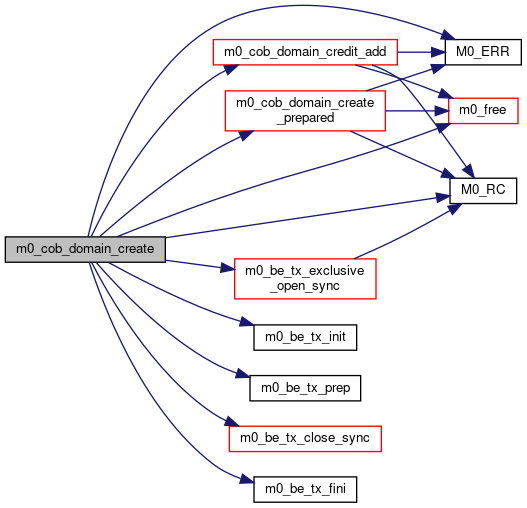 m0_cob_domain_credit_add
M0_ERR
m0_cob_domain_create
_prepared
m0_free
M0_RC
m0_cob_domain_create
m0_be_tx_exclusive
_open_sync
m0_be_tx_init
m0_be_tx_prep
m0_be_tx_close_sync
m0_be_tx_fini